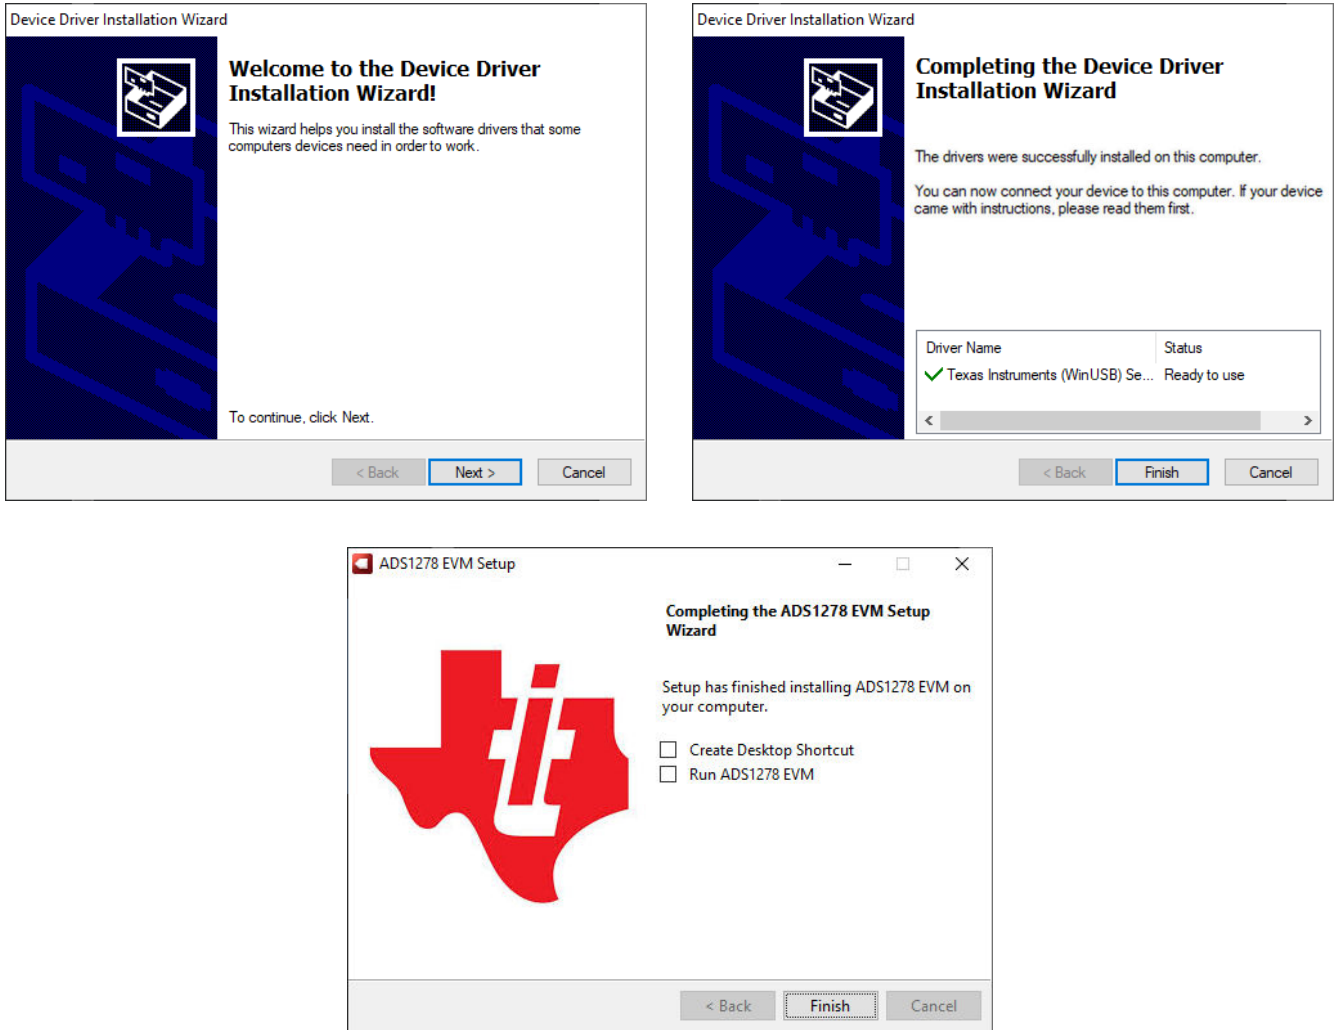 Device Driver Installation Wizard
Welcome to the Device Driver
Installation Wizard!
This wizard helps you install the software drivers that some
computers devices need in order to work.
To continue, click Next.
< Back
Next >
Cancel
Device Driver Installation Wizard
Completing the Device Driver
Installation Wizard
The drivers were successfully installed on this computer.
You can now connect your device to this computer. If your device
came with instructions, please read them first.
Driver Name Status
Texas Instruments (WinUSB) Se... Ready to use
< Back
Finish
Cancel
ADS1278 EVM Setup
Completing the ADS1278 EVM Setup
Wizard
Setup has finished installing ADS1278 EVM on
your computer.
Create Desktop Shortcut
Run ADS1278 EVM
< Back
Finish
Cancel